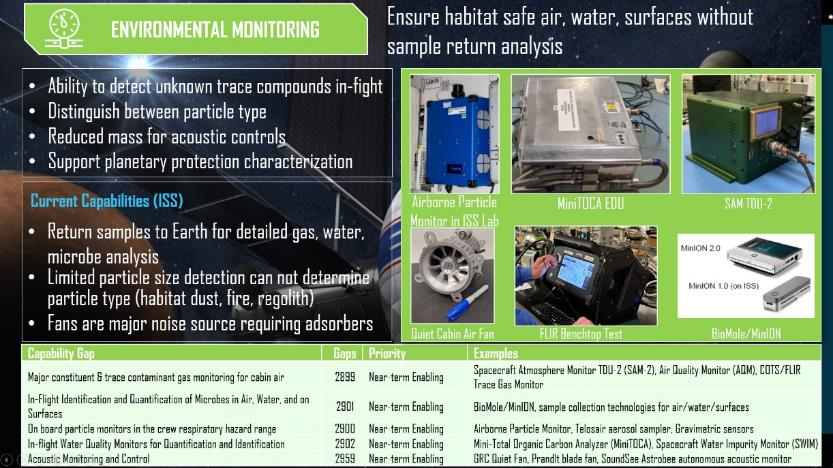 ENVIRONMENTAL MONITORING
Ensure habitat safe air, water, surfaces without
sample return analysis
• Ability to detect unknown trace compounds in-fight
• Distinguish between particle type
• Reduced mass for acoustic controls
• Support planetary protection characterization
Current Capabilities (ISS)
• Return samples to Earth for detailed gas, water,
microbe analysis
• Limited particle size detection can not determine
particle type (habitat dust, fire, regolith)
• Fans are major noise source requiring adsorbers
Airborne Particle
Monitor in ISS Lab
MiniTOCA EDU
SAM TDU-2
Quiet Cabin Air Fan
FLIR Benchtop Test
MinION 2.0
MinION 1.0 (on ISS)
BioMole/MinION
Capability Gap Gaps Priority Examples
Major constituent & trace contaminant gas monitoring for cabin air 2899 Near-term Enabling Spacecraft Atmosphere Monitor TDU-2 (SAM-2), Air Quality Monitor (AQM), COTS/FLIR
Trace Gas Monitor
In-Flight Identification and Quantification of Microbes in Air, Water, and on
Surfaces 2901 Near-term Enabling BioMole/MinION, sample collection technologies for air/water/surfaces
On board particle monitors in the crew respiratory hazard range 2900 Near-term Enabling Airborne Particle Monitor, Telosair aerosol sampler, Gravimetric sensors
In-flight Water Quality Monitors for Quantification and Identification 2902 Near-term Enabling Mini-Total Organic Carbon Analyzer (MiniTOCA), Spacecraft Water Impurity Monitor (SWIM)
Acoustic Monitoring and Control 2959 Near-term Enabling GRC Quiet Fan, Prandlt blade fan, SoundSee Astrobee autonomous acoustic monitor